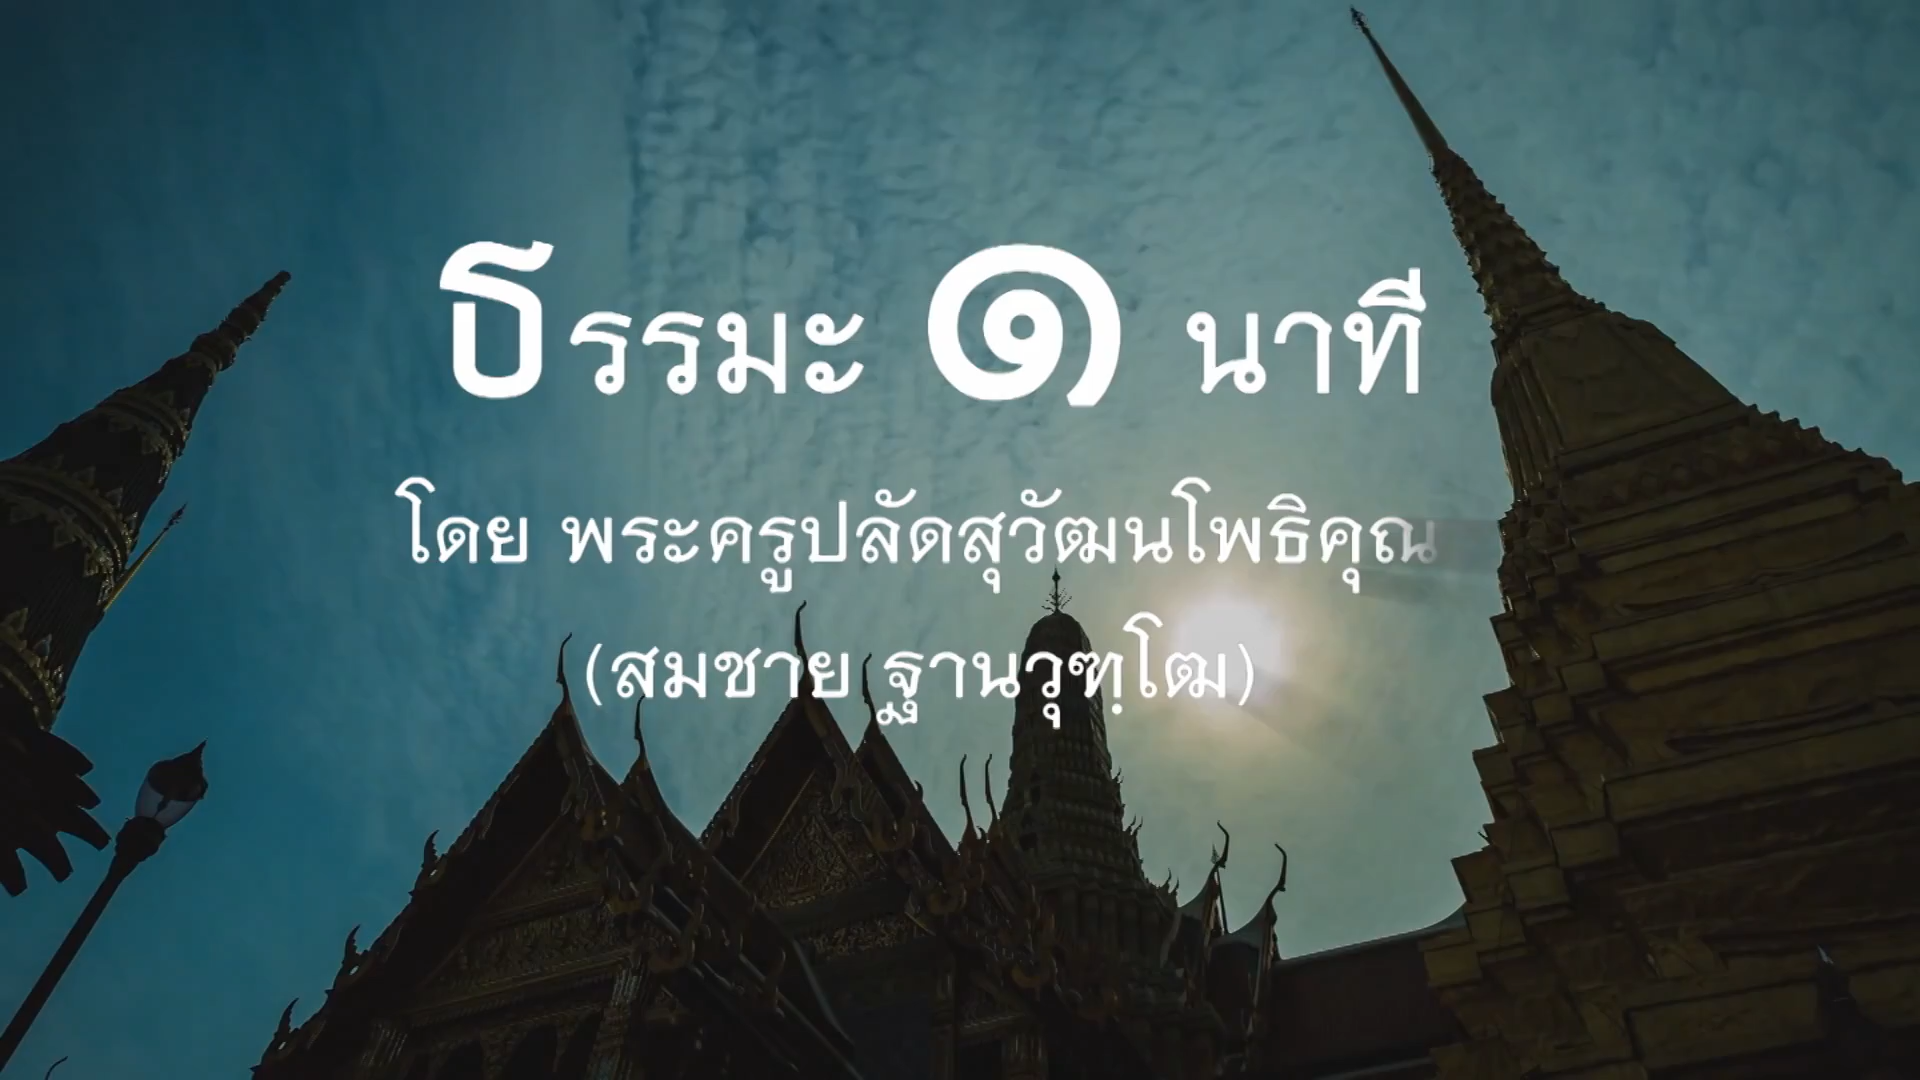 ธรรมะ ๑ นาที
โดย พระครูปลัดสุวัฒนโพธิคุณ
(สมชาย ฐานวุฑฺโฒ)